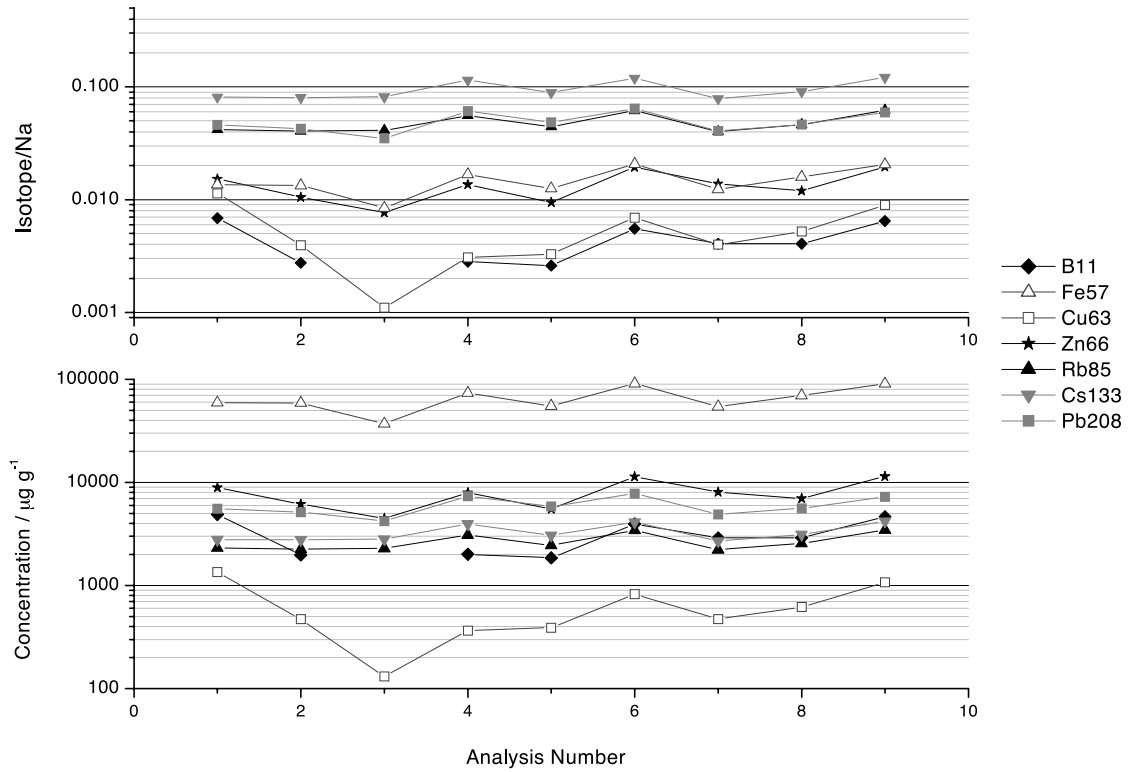 Isotope/Na
0.100
0.010
0.001
0 2 4 6 8 10
Concentration / µg g⁻¹
100000
10000
1000
100
0 2 4 6 8 10
Analysis Number
B11
Fe57
Cu63
Zn66
Rb85
Cs133
Pb208